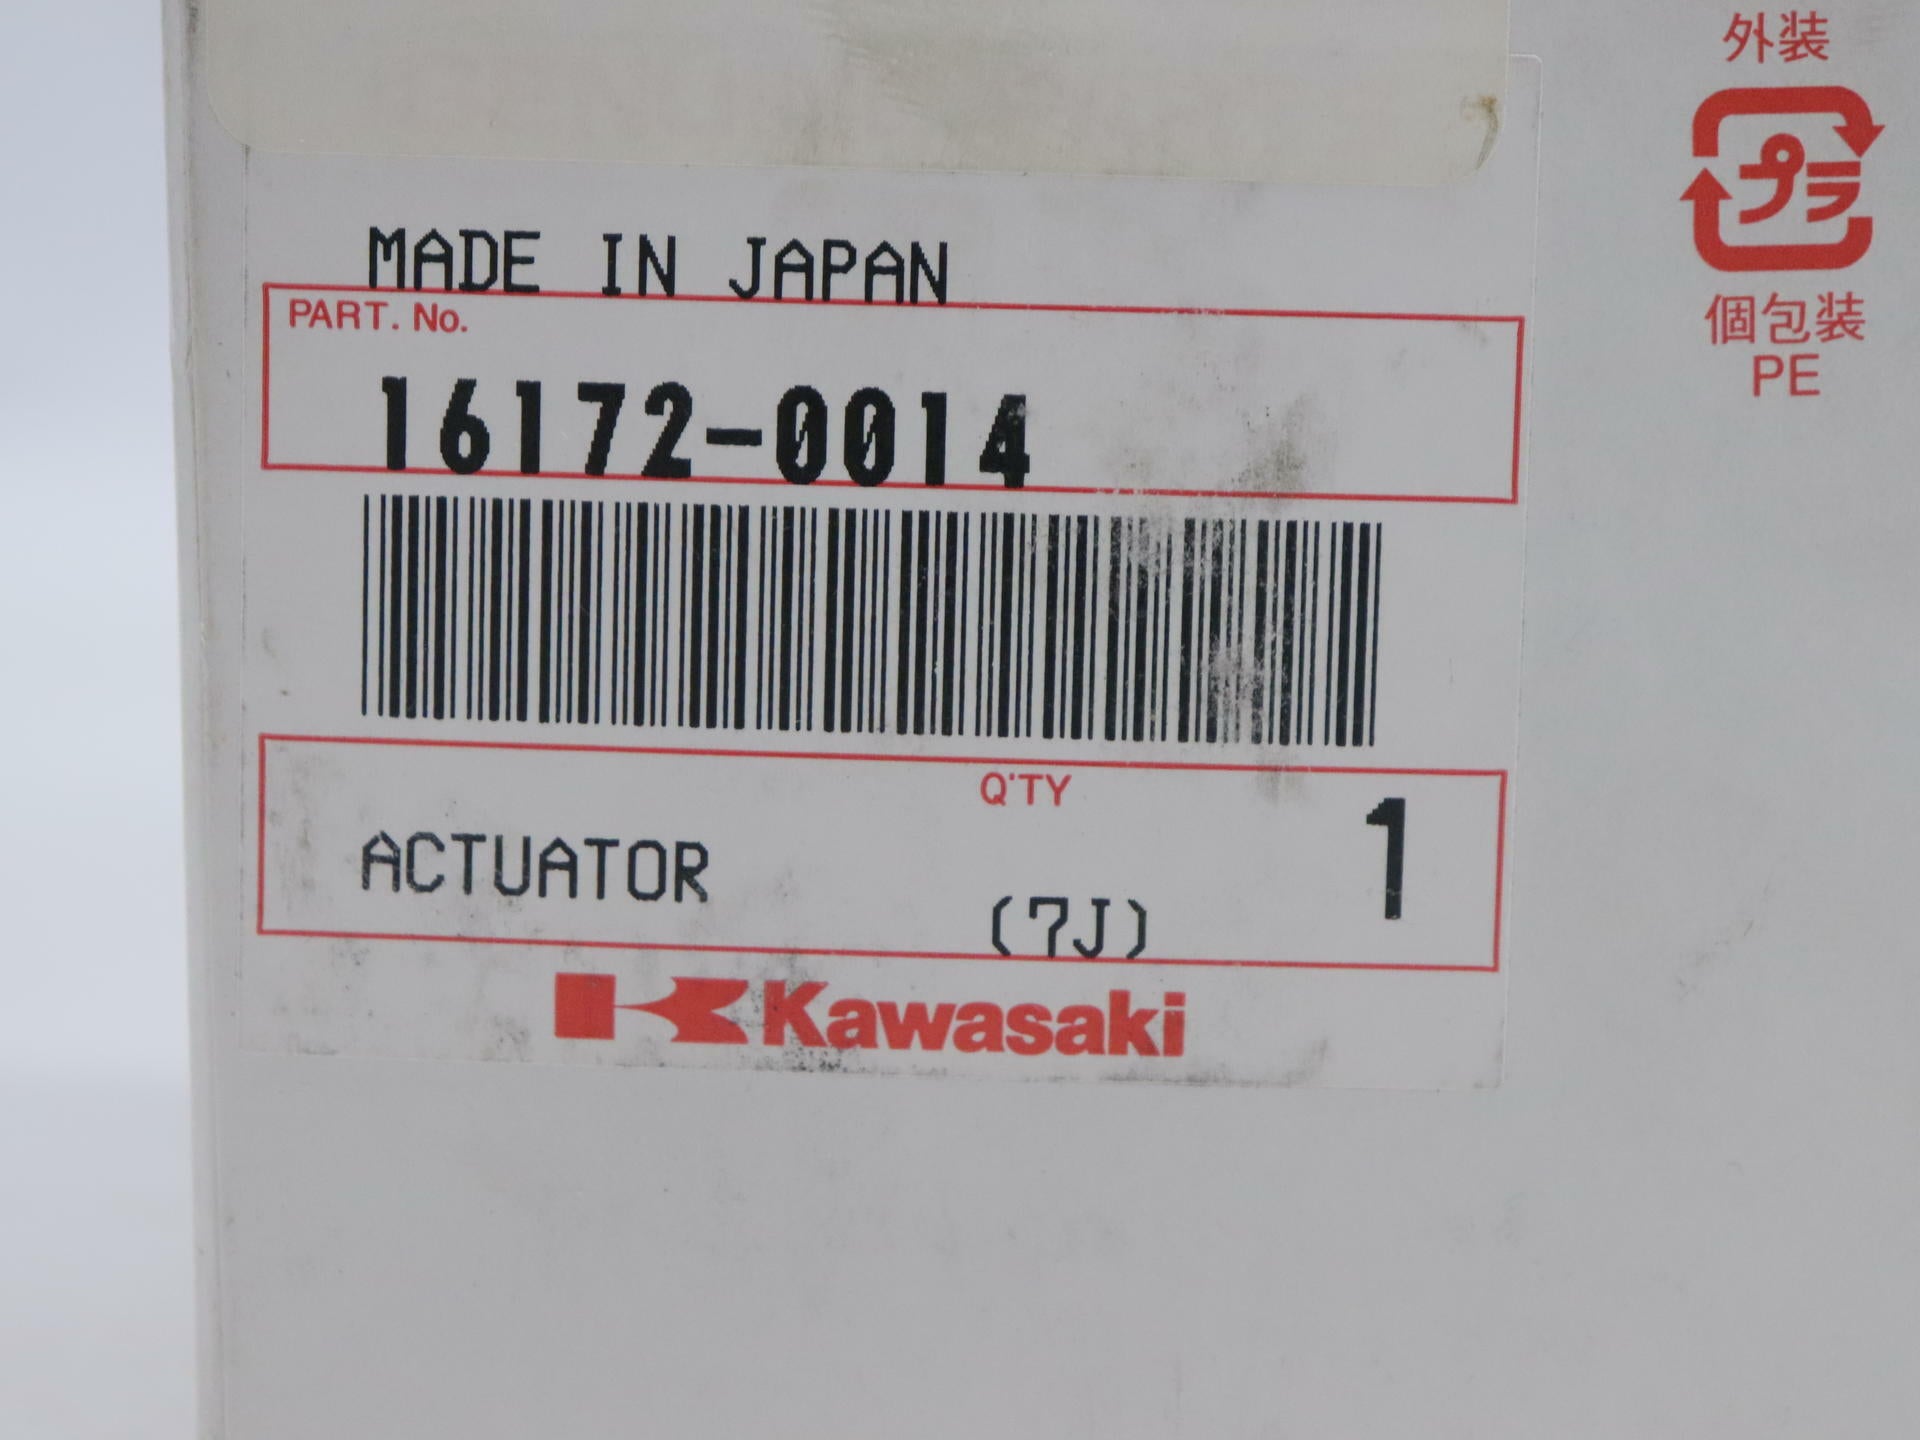 外装
プラ
個包装
PE
MADE IN JAPAN
PART. No.
16172-0014
Q'TY
1
ACTUATOR
(7J)
Kawasaki